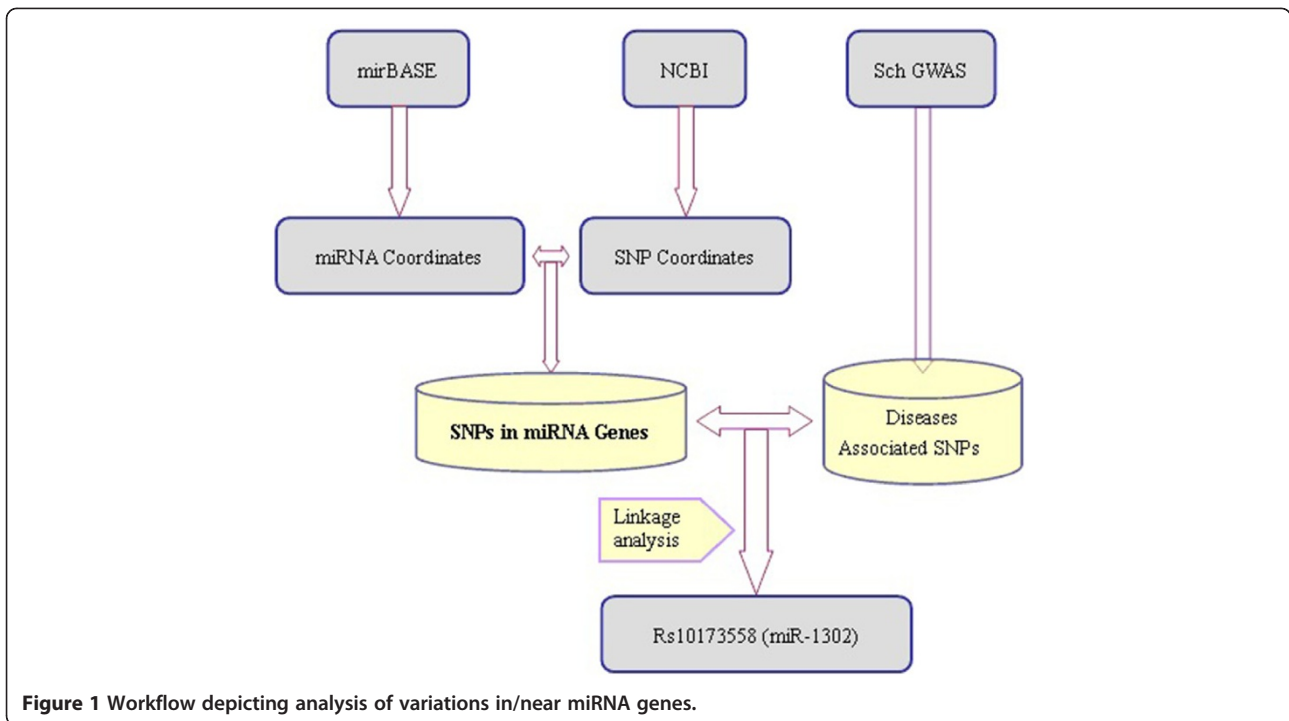 mirBASE
NCBI
Sch GWAS
miRNA Coordinates
SNP Coordinates
SNPs in miRNA Genes
Diseases
Associated SNPs
Linkage
analysis
Rs10173558 (miR-1302)
Figure 1 Workflow depicting analysis of variations in/near miRNA genes.